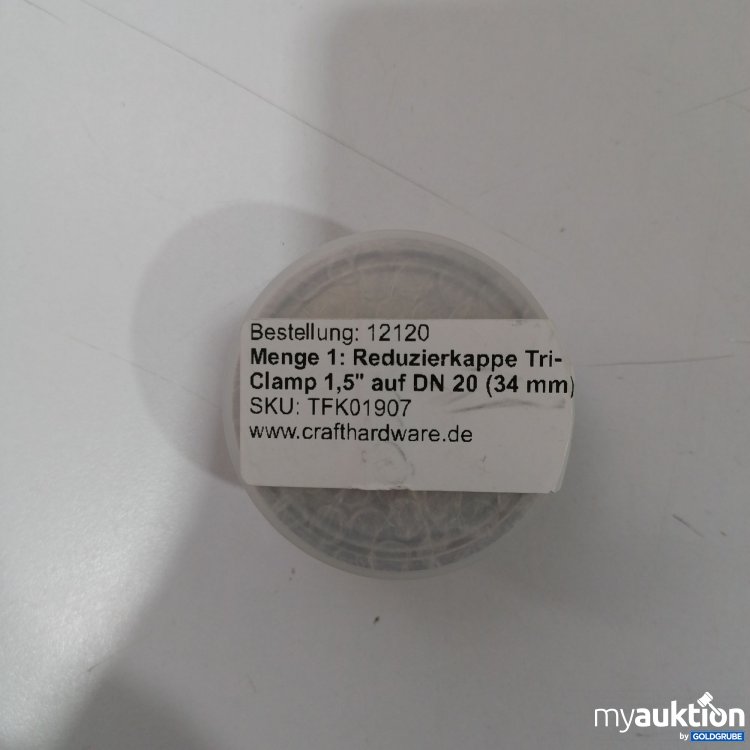 Bestellung: 12120
Menge 1: Reduzierkappe Tri-
Clamp 1,5" auf DN 20 (34 mm)
SKU: TFK01907
www.crafthardware.de
myauktion
by GOLDGRUBE